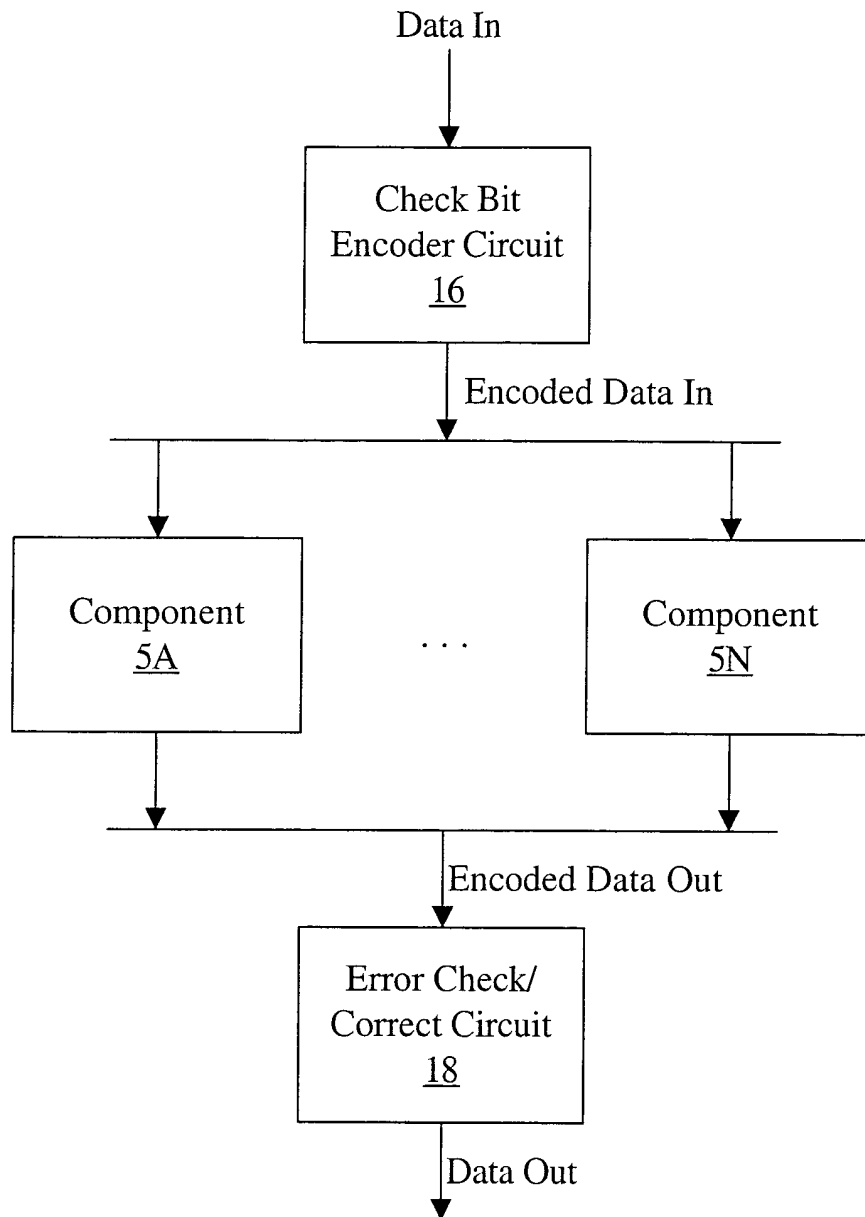 Data In
Check Bit
Encoder Circuit
16
Encoded Data In
Component
5A
. . .
Component
5N
Encoded Data Out
Error Check/
Correct Circuit
18
Data Out